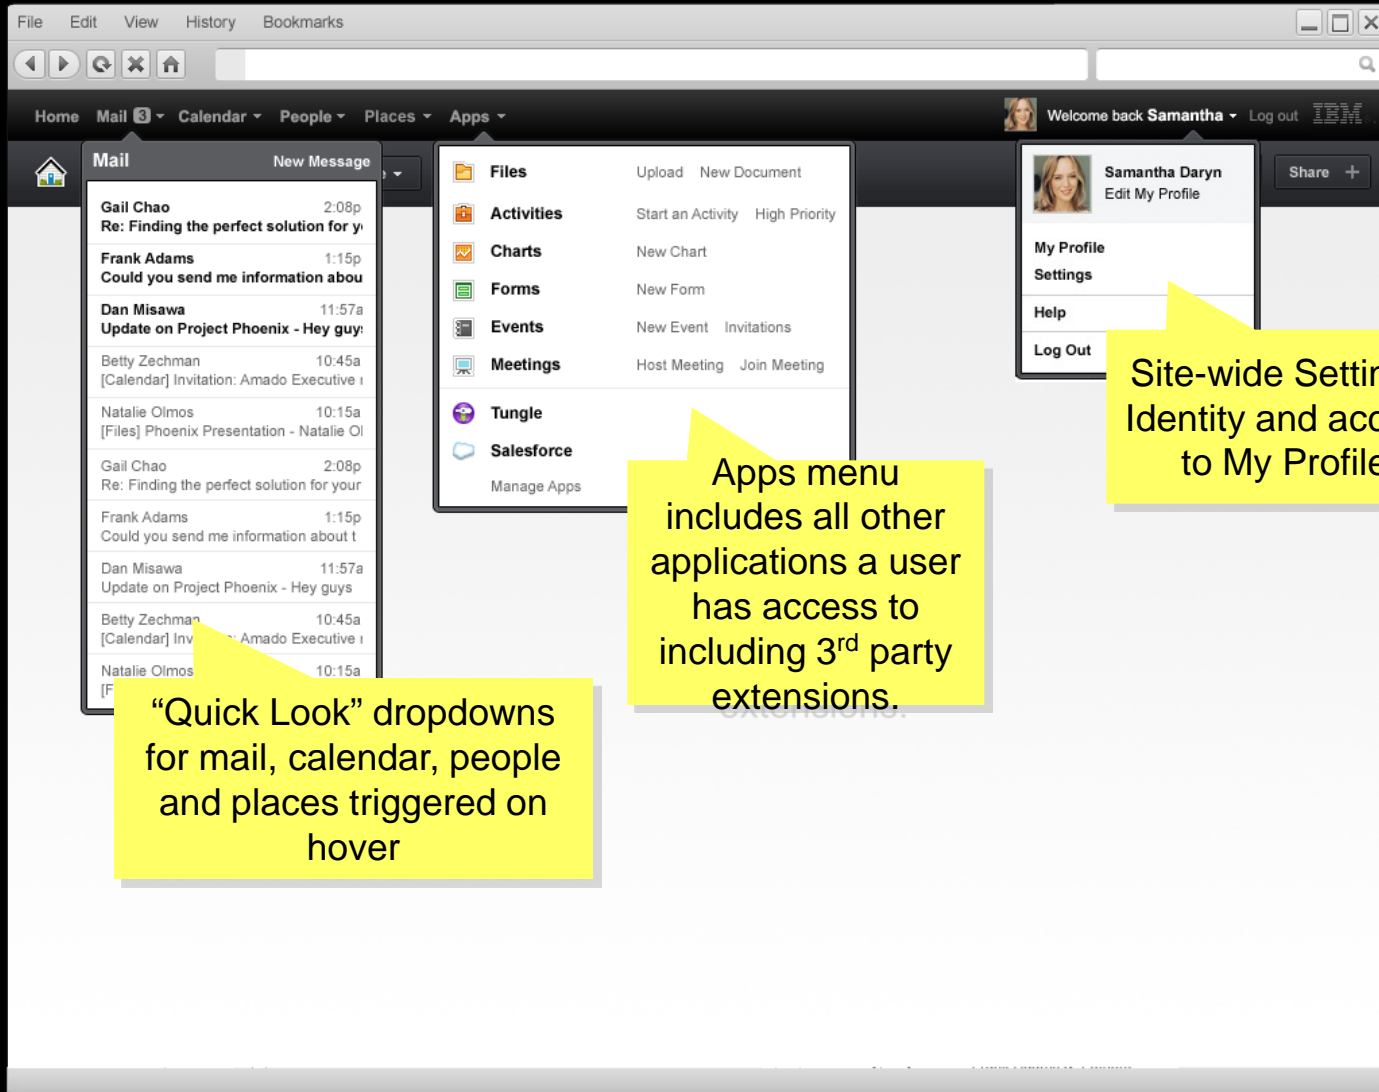 File Edit View History Bookmarks
Home Mail 3 Calendar People Places Apps
Welcome back Samantha Log out IBM
Mail New Message
Gail Chao 2:08p
Re: Finding the perfect solution for
Frank Adams 1:15p
Could you send me information abou
Dan Misawa 11:57a
Update on Project Phoenix - Hey guy
Betty Zechman 10:45a
[Calendar] Invitation: Amado Executive
Natalie Olmos 10:15a
[Files] Phoenix Presentation - Natalie Ol
Gail Chao 2:08p
Re: Finding the perfect solution for your
Frank Adams 1:15p
Could you send me information about t
Dan Misawa 11:57a
Update on Project Phoenix - Hey guys
Betty Zechman 10:45a
[Calendar] Inv : Amado Executive
Natalie Olmos 10:15a
[F
Files Upload New Document
Activities Start an Activity High Priority
Charts New Chart
Forms New Form
Events New Event Invitations
Meetings Host Meeting Join Meeting
Tungle
Salesforce
Manage Apps
Samantha Daryn
Edit My Profile
Share +
My Profile
Settings
Help
Log Out
Site-wide Settin
Identity and acc
to My Profile
Apps menu
includes all other
applications a user
has access to
including 3rd party
extensions.
“Quick Look” dropdowns
for mail, calendar, people
and places triggered on
hover